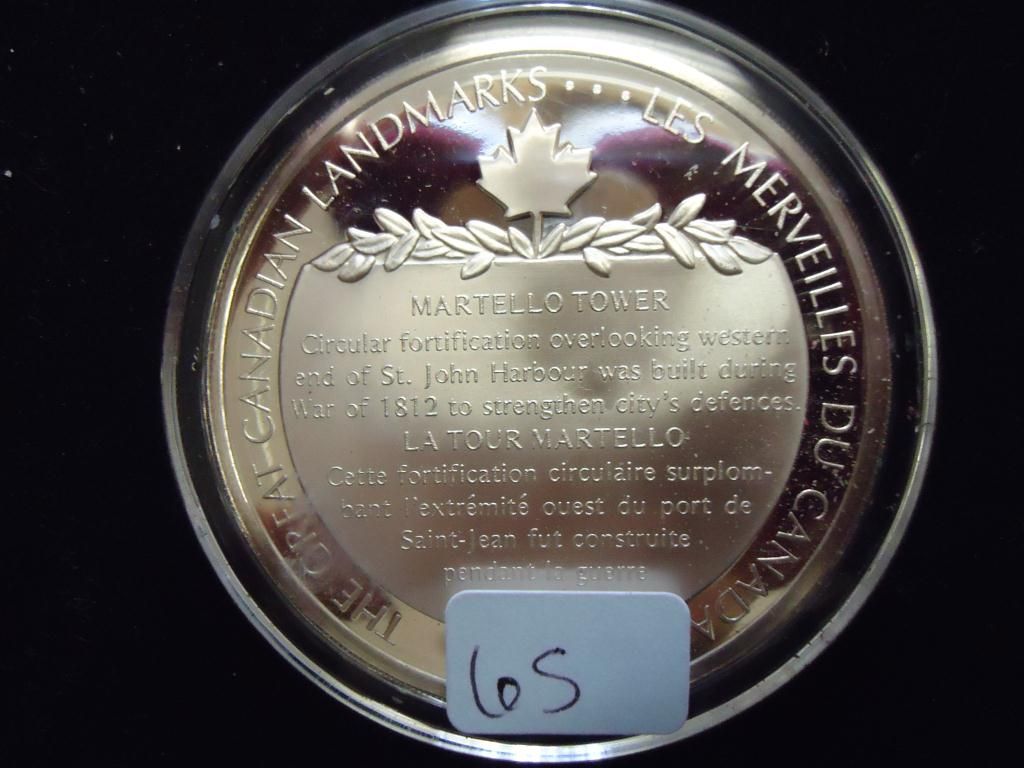 THE GREAT CANADIAN LANDMARKS ···· LES MERVEILLES DU CANADA
MARTELLO TOWER
Circular fortification overlooking western
end of St. John Harbour was built during
War of 1812 to strengthen city's defences.
LA TOUR MARTELLO
Cette fortification circulaire surplom-
bant l'extrémité ouest du port de
Saint-Jean fut construite
pendant la guerre
65